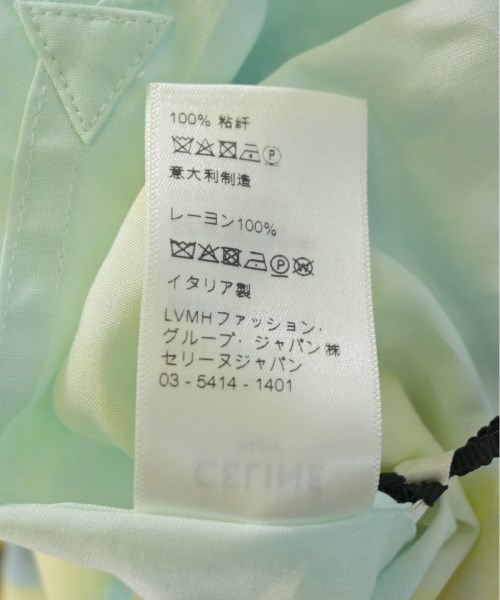 100% 粘纤
意大利制造
レーヨン100%
イタリア製
LVMHファッション・
グループ・ジャパン㈱
セリーヌジャパン
03 - 5414 - 1401
CELINE